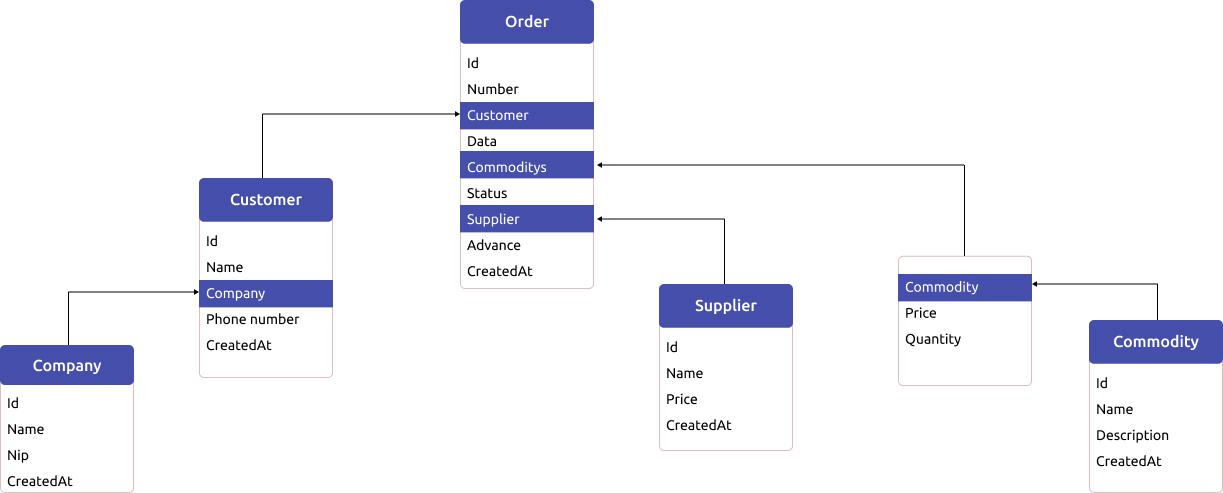 Order
Id
Number
Customer
Data
Commoditys
Status
Supplier
Advance
CreatedAt
Customer
Id
Name
Company
Phone number
CreatedAt
Company
Id
Name
Nip
CreatedAt
Supplier
Id
Name
Price
CreatedAt
Commodity
Price
Quantity
Commodity
Id
Name
Description
CreatedAt